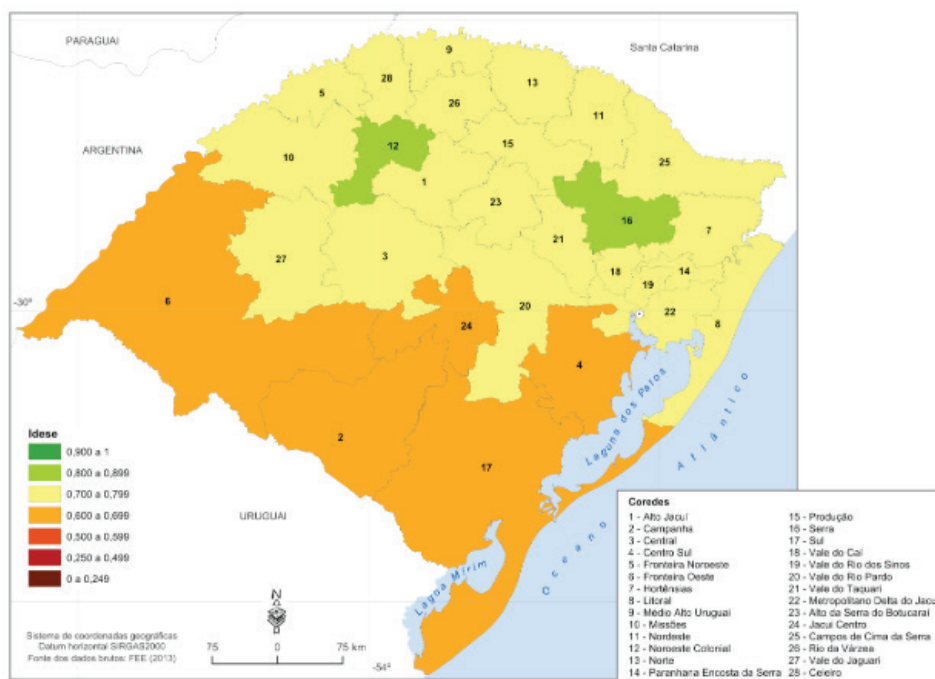 PARAGUAI
Santa Catarina
ARGENTINA
9
28
13
5
26
11
12
15
10
25
1
23
16
7
27
3
21
18
14
19
-30°
6
20
22
8
24
4
Laguna dos Patos
Oceano Atlântico
2
17
URUGUAI
Lagoa Mirim
Idese
0,900 a 1
0,800 a 0,899
0,700 a 0,799
0,600 a 0,699
0,500 a 0,599
0,250 a 0,499
0 a 0,249
N
75 0 75 km
-54°
Sistema de coordenadas geográficas
Datum horizontal SIRGAS2000
Fonte dos dados brutos: FEE (2013)
Coredes
1 - Alto Jacuí
2 - Campanha
3 - Central
4 - Centro Sul
5 - Fronteira Noroeste
6 - Fronteira Oeste
7 - Hortênsias
8 - Litoral
9 - Médio Alto Uruguai
10 - Missões
11 - Nordeste
12 - Noroeste Colonial
13 - Norte
14 - Paranhana Encosta da Serra
15 - Produção
16 - Serra
17 - Sul
18 - Vale do Caí
19 - Vale do Rio dos Sinos
20 - Vale do Rio Pardo
21 - Vale do Taquari
22 - Metropolitano Delta do Jacu
23 - Alto da Serra do Botucaraí
24 - Jacuí Centro
25 - Campos de Cima da Serra
26 - Rio da Várzea
27 - Vale do Jaguari
28 - Celeiro